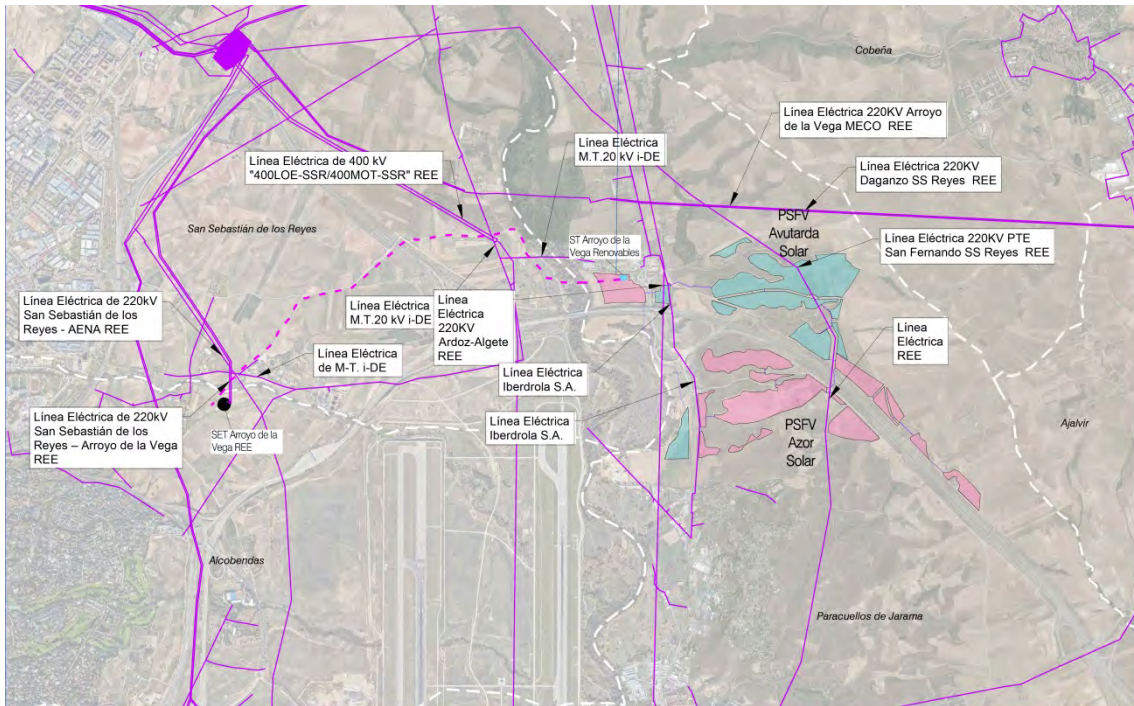 Cobeña
Línea Eléctrica 220KV Arroyo
de la Vega MECO  REE
Línea Eléctrica
M.T.20 kV i-DE
Línea Eléctrica de 400 kV
"400LOE-SSR/400MOT-SSR" REE
Línea Eléctrica 220KV
Daganzo SS Reyes  REE
San Sebastián de los Reyes
PSFV
Avutarda
Solar
ST Arroyo de la
Vega Renovables
Línea Eléctrica 220KV PTE
San Fernando SS Reyes  REE
Línea Eléctrica de 220kV
San Sebastián de los
Reyes - AENA REE
Línea Eléctrica
M.T.20 kV i-DE
Línea
Eléctrica
220KV
Ardoz-Algete
REE
Línea
Eléctrica
REE
Línea Eléctrica
de M-T. i-DE
Línea Eléctrica
Iberdrola S.A.
Línea Eléctrica de 220kV
San Sebastián de los
Reyes – Arroyo de la Vega
REE
Línea Eléctrica
Iberdrola S.A.
SET Arroyo de la
Vega REE
PSFV
Azor
Solar
Ajalvir
Alcobendas
Paracuellos de Jarama